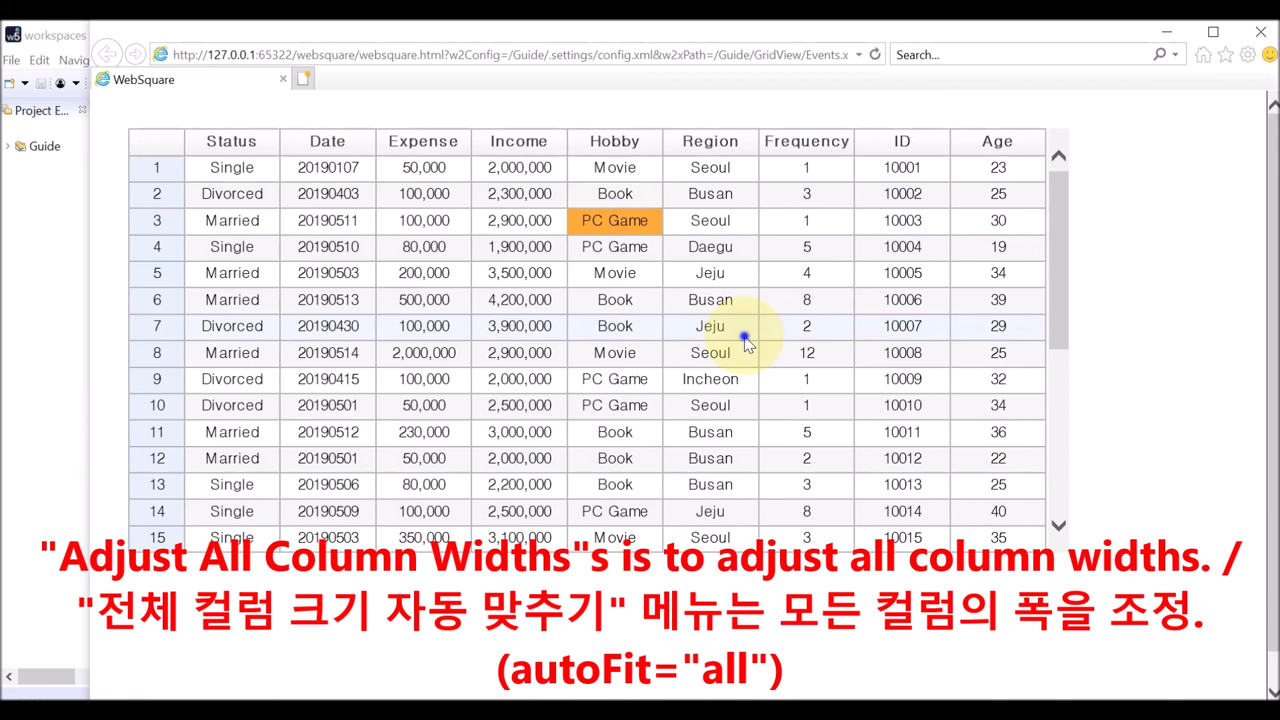 workspaces
File Edit Navig
Project E...
Guide
http://127.0.0.1:65322/websquare/websquare.html?w2Config=/Guide/.settings/config.xml&w2xPath=/Guide/GridView/Events.x
Search...
WebSquare
Status Date Expense Income Hobby Region Frequency ID Age
1 Single 20190107 50,000 2,000,000 Movie Seoul 1 10001 23
2 Divorced 20190403 100,000 2,300,000 Book Busan 3 10002 25
3 Married 20190511 100,000 2,900,000 PC Game Seoul 1 10003 30
4 Single 20190510 80,000 1,900,000 PC Game Daegu 5 10004 19
5 Married 20190503 200,000 3,500,000 Movie Jeju 4 10005 34
6 Married 20190513 500,000 4,200,000 Book Busan 8 10006 39
7 Divorced 20190430 100,000 3,900,000 Book Jeju 2 10007 29
8 Married 20190514 2,000,000 2,900,000 Movie Seoul 12 10008 25
9 Divorced 20190415 100,000 2,000,000 PC Game Incheon 1 10009 32
10 Divorced 20190501 50,000 2,500,000 PC Game Seoul 1 10010 34
11 Married 20190512 230,000 3,000,000 Book Busan 5 10011 36
12 Married 20190501 50,000 2,000,000 Book Busan 2 10012 22
13 Single 20190506 80,000 2,200,000 Book Busan 3 10013 25
14 Single 20190509 100,000 2,500,000 PC Game Jeju 8 10014 40
15 Single 20190503 350,000 3,100,000 Movie Seoul 3 10015 35
"Adjust All Column Widths"s is to adjust all column widths. /
"전체 컬럼 크기 자동 맞추기" 메뉴는 모든 컬럼의 폭을 조정.
(autoFit="all")